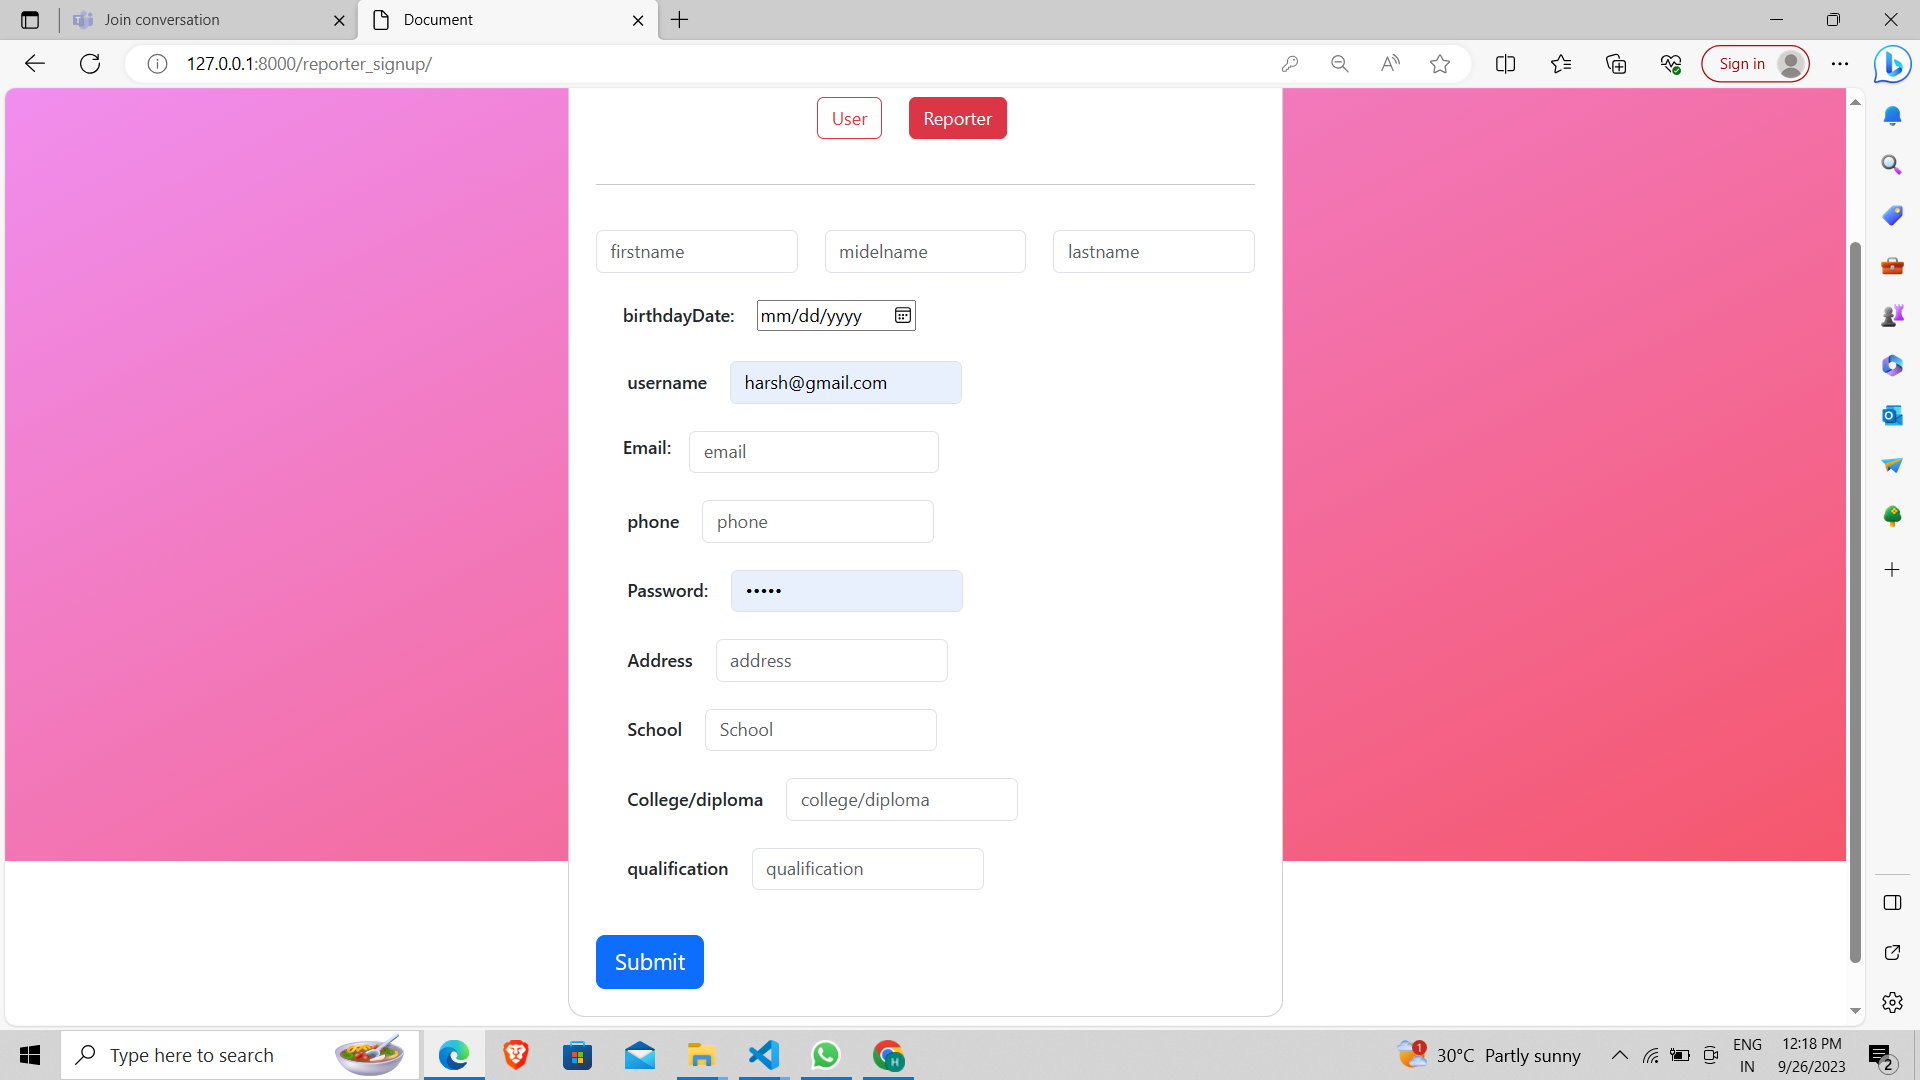 Join conversation
Document
127.0.0.1:8000/reporter_signup/
Sign in
User
Reporter
firstname
midelname
lastname
birthdayDate:
mm/dd/yyyy
username
harsh@gmail.com
Email:
email
phone
phone
Password:
•••••
Address
address
School
School
College/diploma
college/diploma
qualification
qualification
Submit
Type here to search
H
1
30°C Partly sunny
ENG
IN
12:18 PM
9/26/2023
2